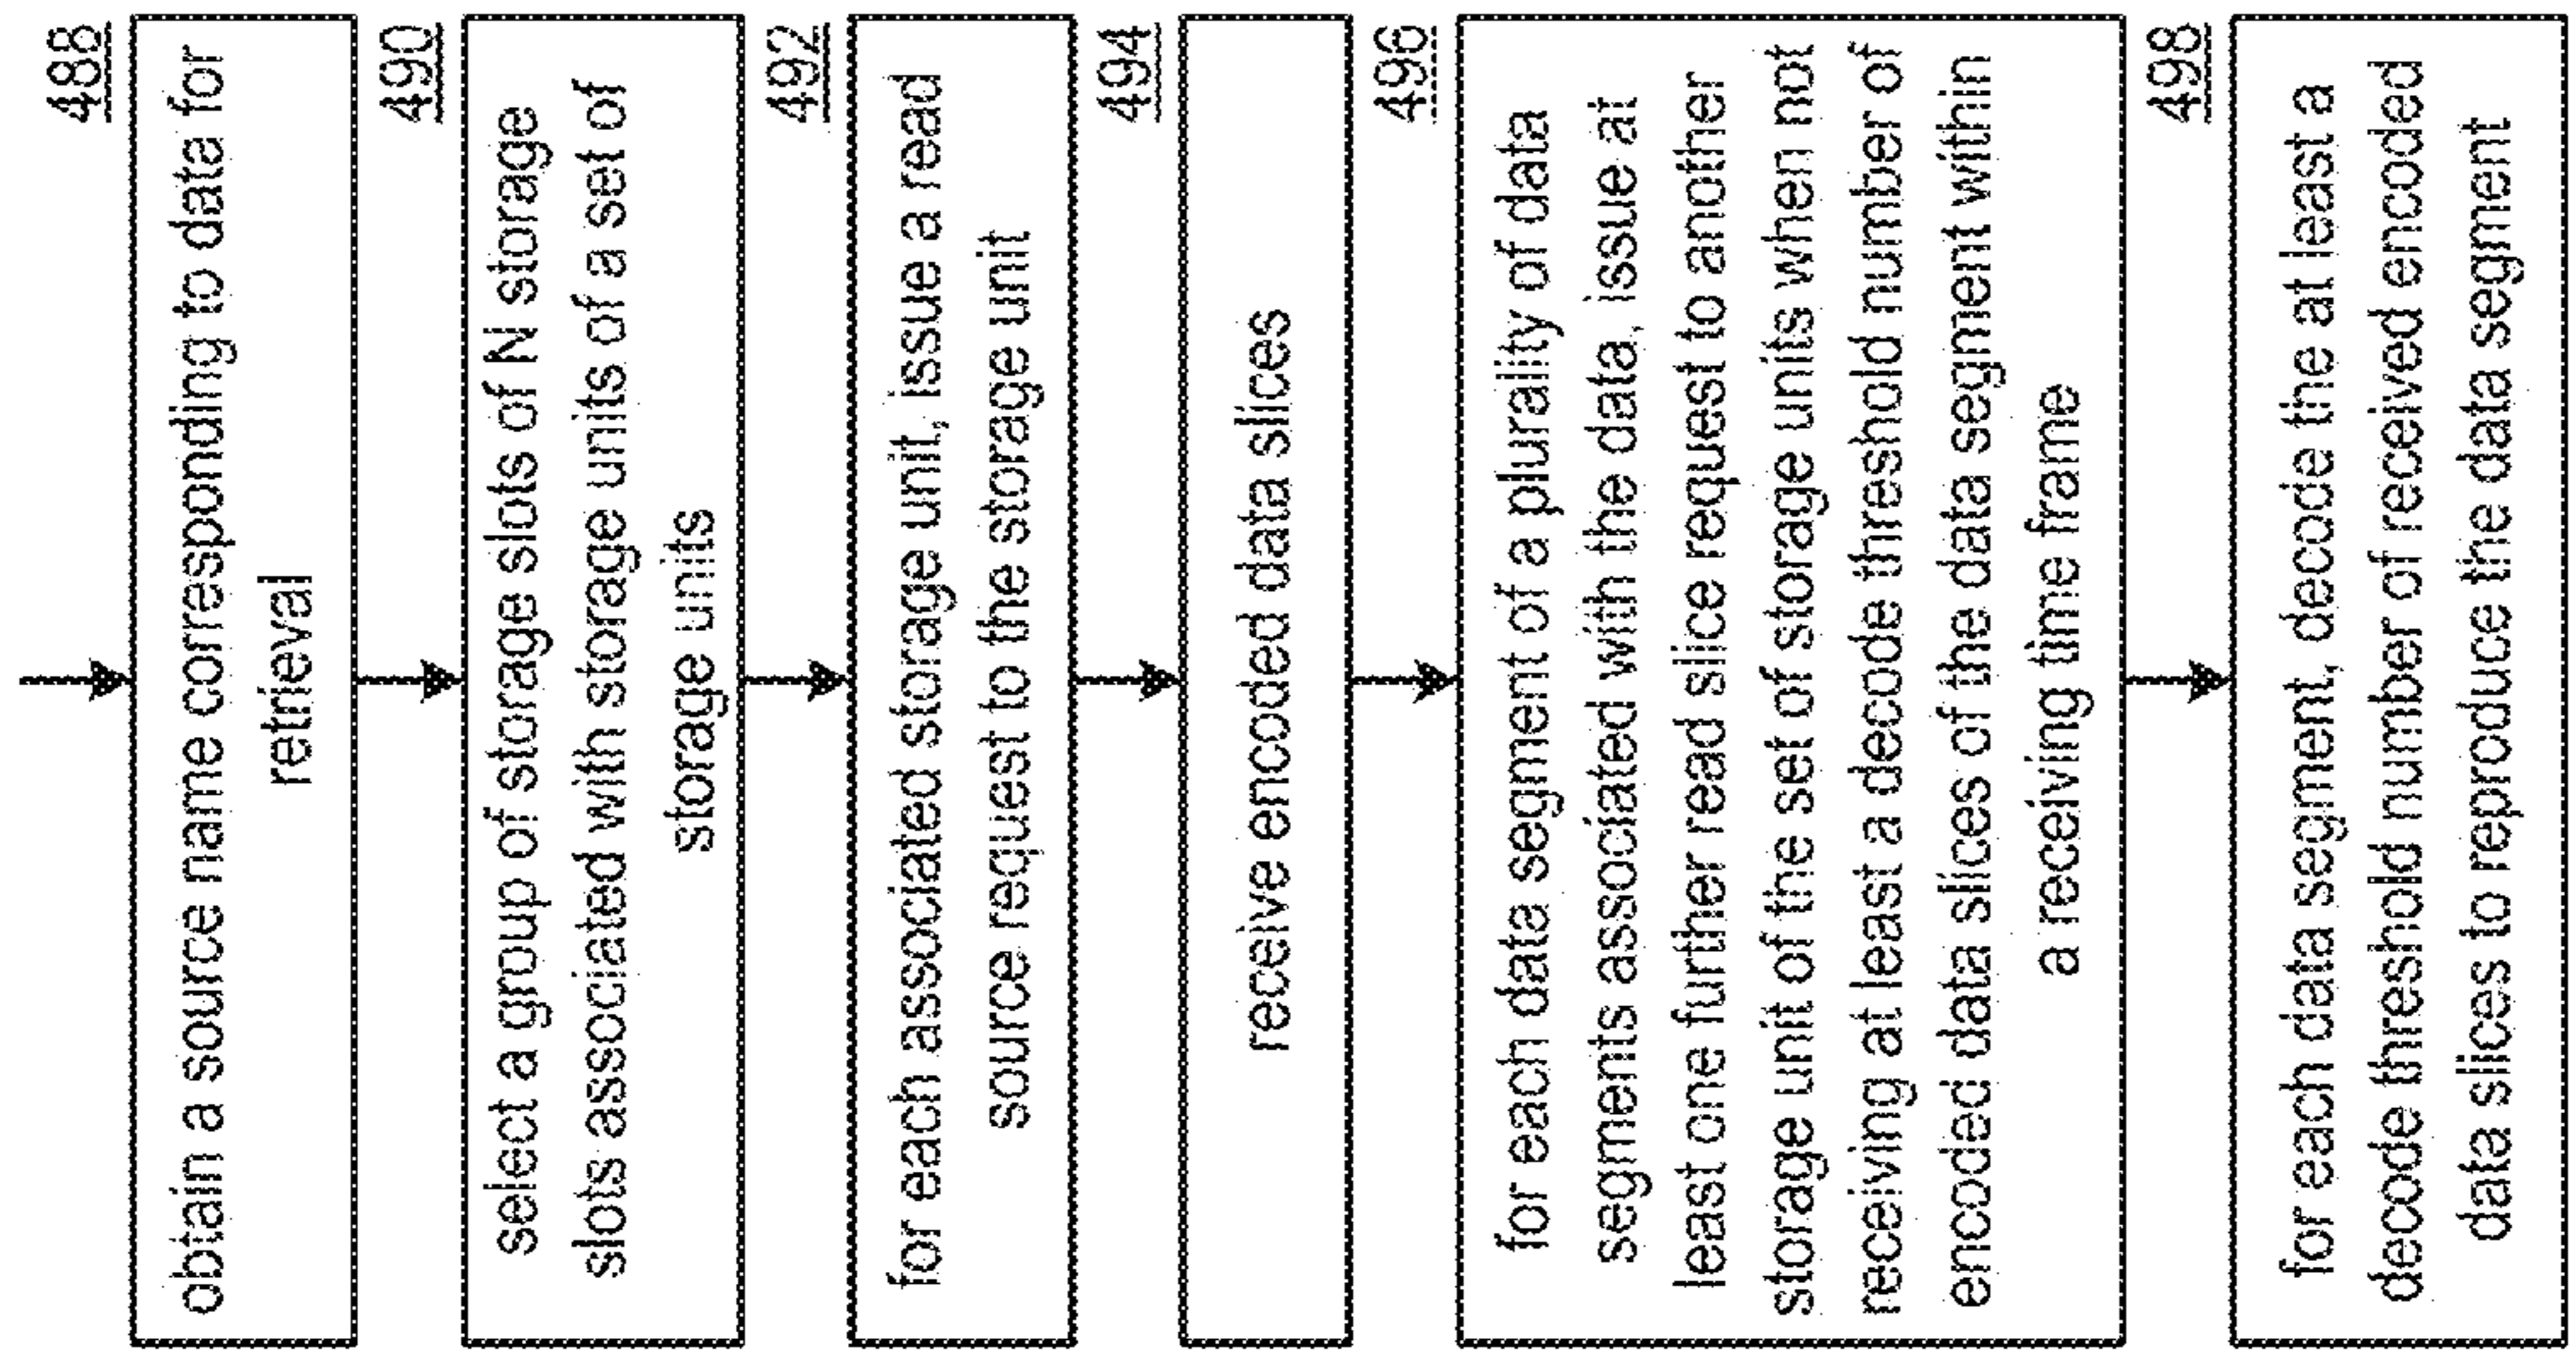 488
obtain a source name corresponding to data for
retrieval
490
select a group of storage slots of N storage
slots associated with storage units of a set of
storage units
492
for each associated storage unit, issue a read
source request to the storage unit
494
receive encoded data slices
496
for each data segment of a plurality of data
segments associated with the data, issue at
least one further read slice request to another
storage unit of the set of storage units when not
receiving at least a decode threshold number of
encoded data slices of the data segment within
a receiving time frame
498
for each data segment, decode the at least a
decode threshold number of received encoded
data slices to reproduce the data segment